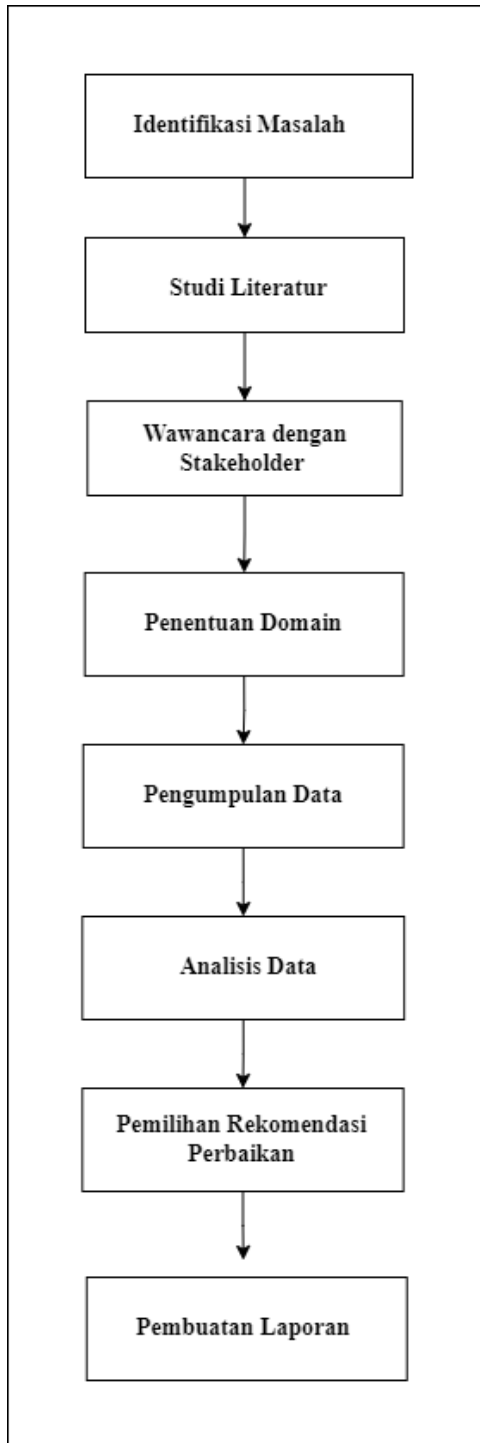 Identifikasi Masalah
Studi Literatur
Wawancara dengan
Stakeholder
Penentuan Domain
Pengumpulan Data
Analisis Data
Pemilihan Rekomendasi
Perbaikan
Pembuatan Laporan